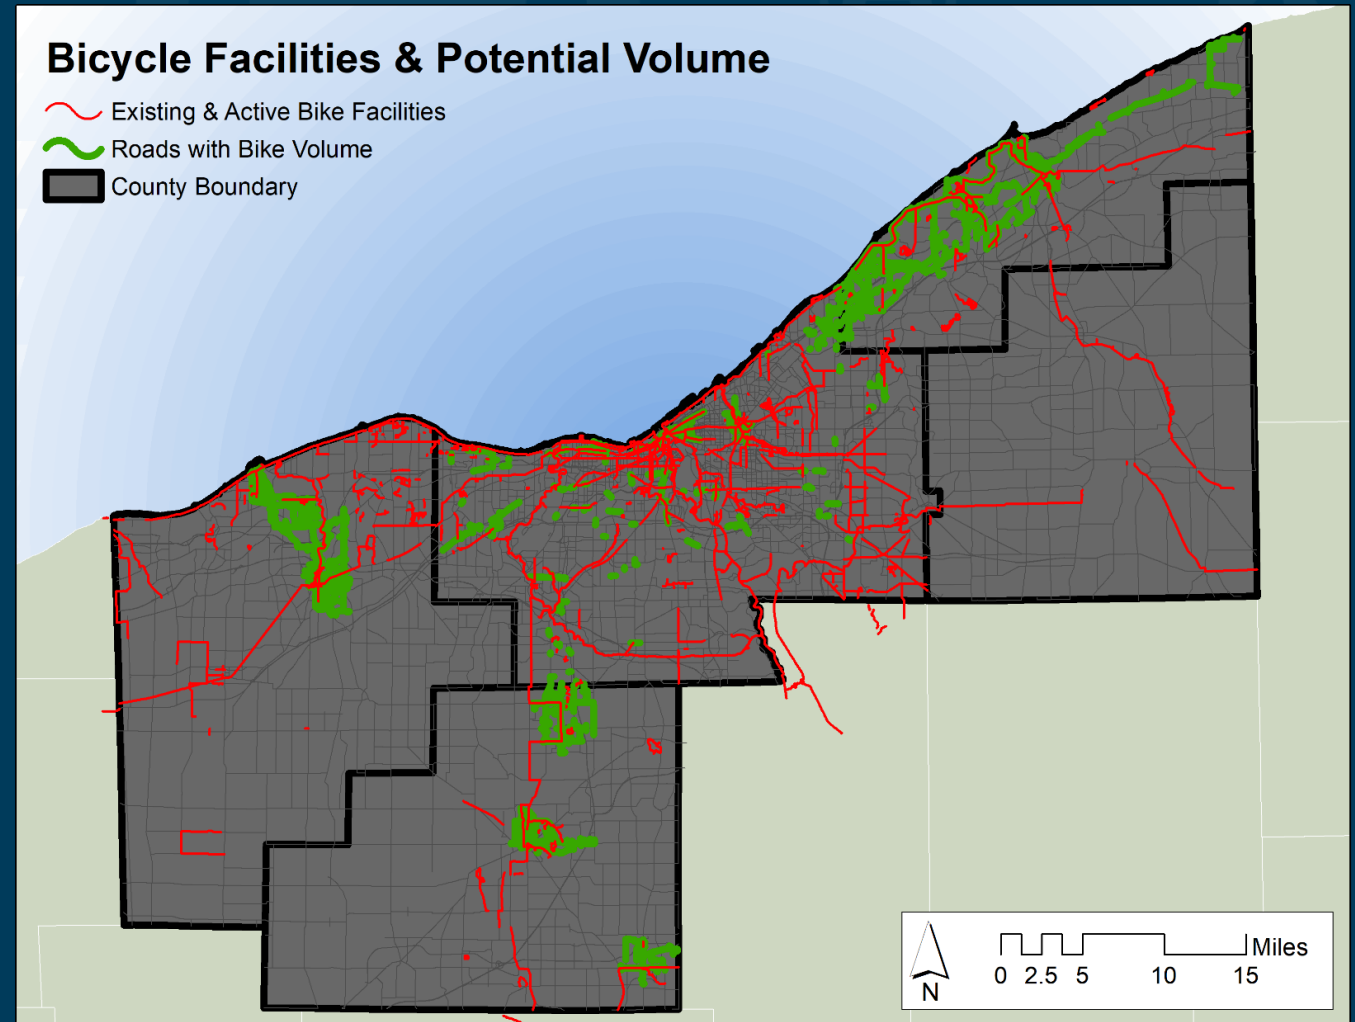 Bicycle Facilities & Potential Volume
Existing & Active Bike Facilities
Roads with Bike Volume
County Boundary
N
Miles
0 2.5 5 10 15